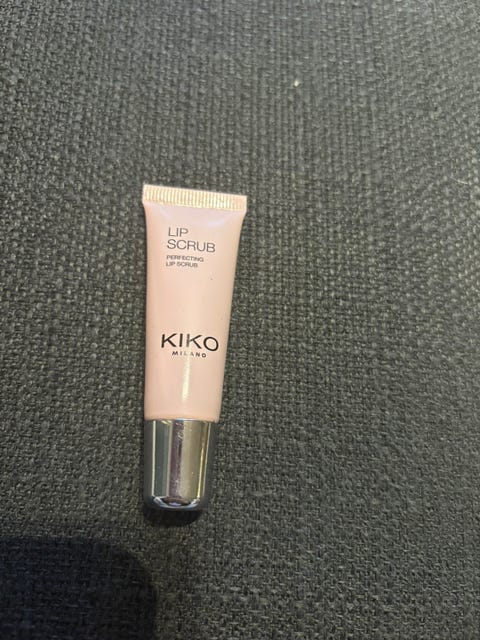 LIP
SCRUB
PERFECTING
LIP SCRUB
KIKO
MILANO